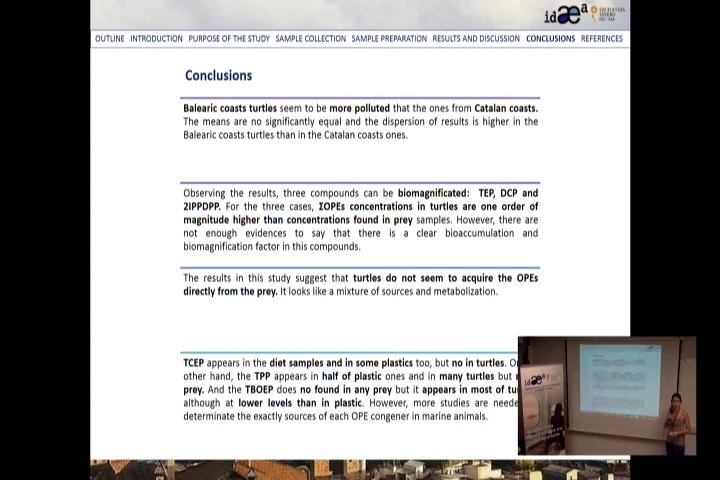 idæa
OUTLINE INTRODUCTION PURPOSE OF THE STUDY SAMPLE COLLECTION SAMPLE PREPARATION RESULTS AND DISCUSSION CONCLUSIONS REFERENCES
Conclusions
Balearic coasts turtles seem to be more polluted that the ones from Catalan coasts.
The means are no significantly equal and the dispersion of results is higher in the
Balearic coasts turtles than in the Catalan coasts ones.
Observing the results, three compounds can be biomagnificated: TEP, DCP and
2IPPDPP. For the three cases, ΣOPEs concentrations in turtles are one order of
magnitude higher than concentrations found in prey samples. However, there are
not enough evidences to say that there is a clear bioaccumulation and
biomagnification factor in this compounds.
The results in this study suggest that turtles do not seem to acquire the OPEs
directly from the prey. It looks like a mixture of sources and metabolization.
TCEP appears in the diet samples and in some plastics too, but no in turtles. O
other hand, the TPP appears in half of plastic ones and in many turtles but
prey. And the TBOEP does no found in any prey but it appears in most of tu
although at lower levels than in plastic. However, more studies are neede
determinate the exactly sources of each OPE congener in marine animals.
idæa